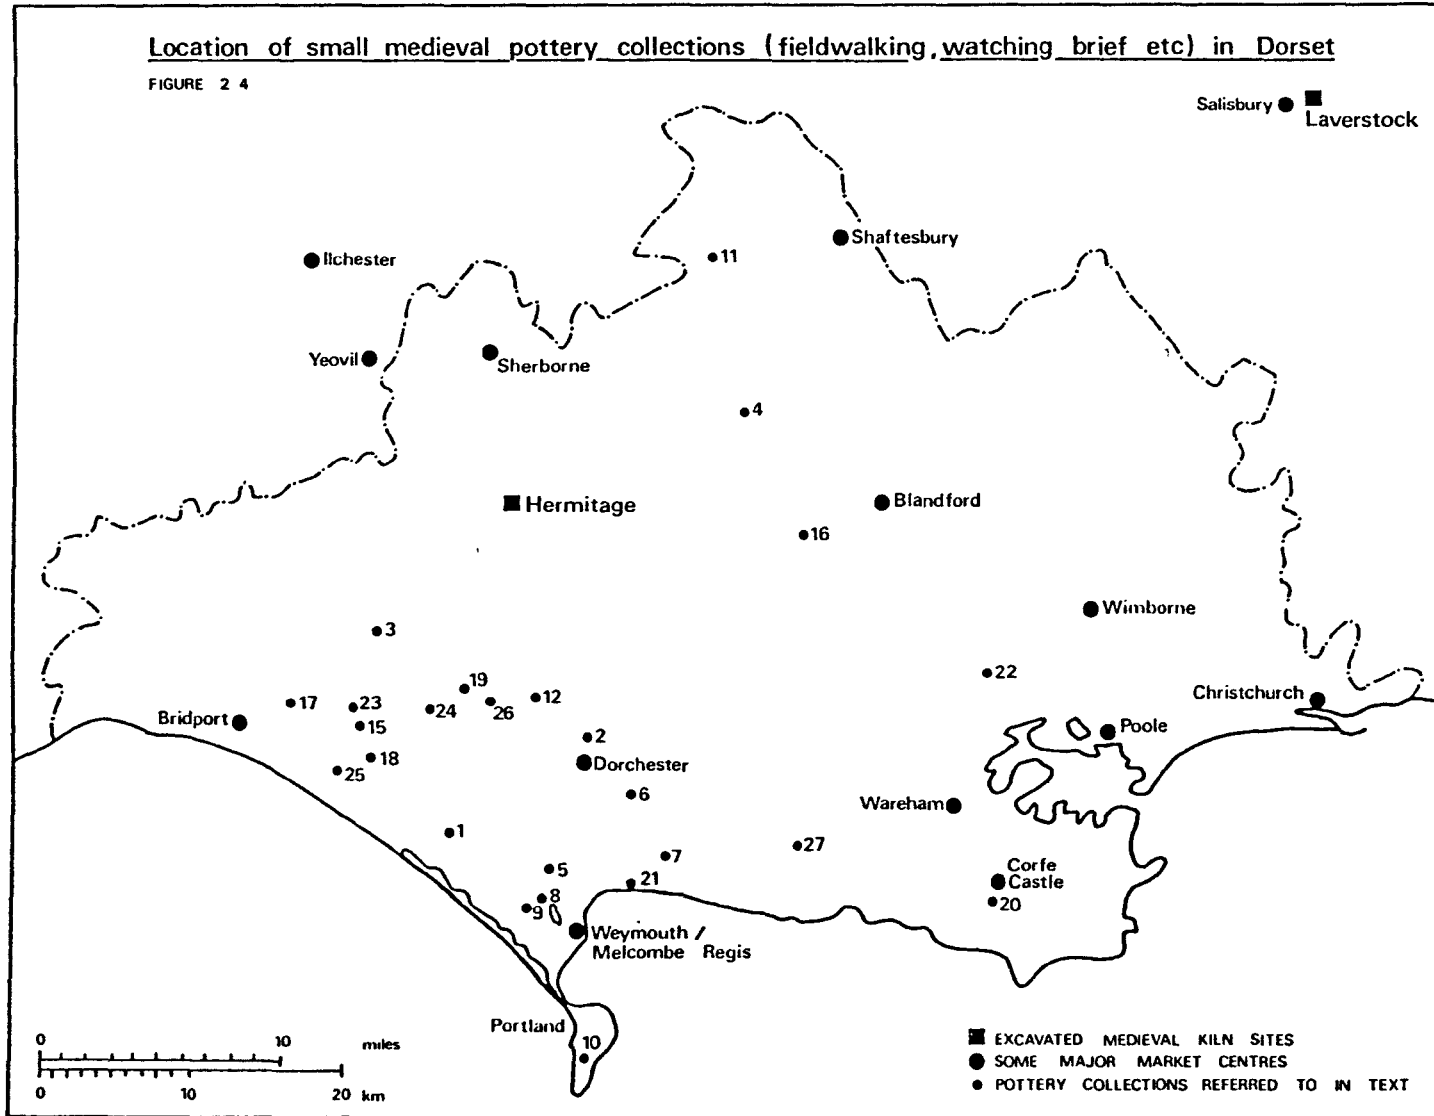 Location of small medieval pottery collections (fieldwalking, watching brief etc) in Dorset
FIGURE 2 4
Salisbury
Laverstock
Shaftesbury
Ilchester
11
Yeovil
Sherborne
4
Hermitage
Blandford
16
Wimborne
3
22
19
12
17
23
24
26
Christchurch
Bridport
15
2
Poole
18
Dorchester
25
6
Wareham
1
27
7
5
21
Corfe
Castle
8
9
20
Weymouth /
Melcombe Regis
Portland
10
0 10 miles
0 10 20 km
EXCAVATED MEDIEVAL KILN SITES
SOME MAJOR MARKET CENTRES
POTTERY COLLECTIONS REFERRED TO IN TEXT